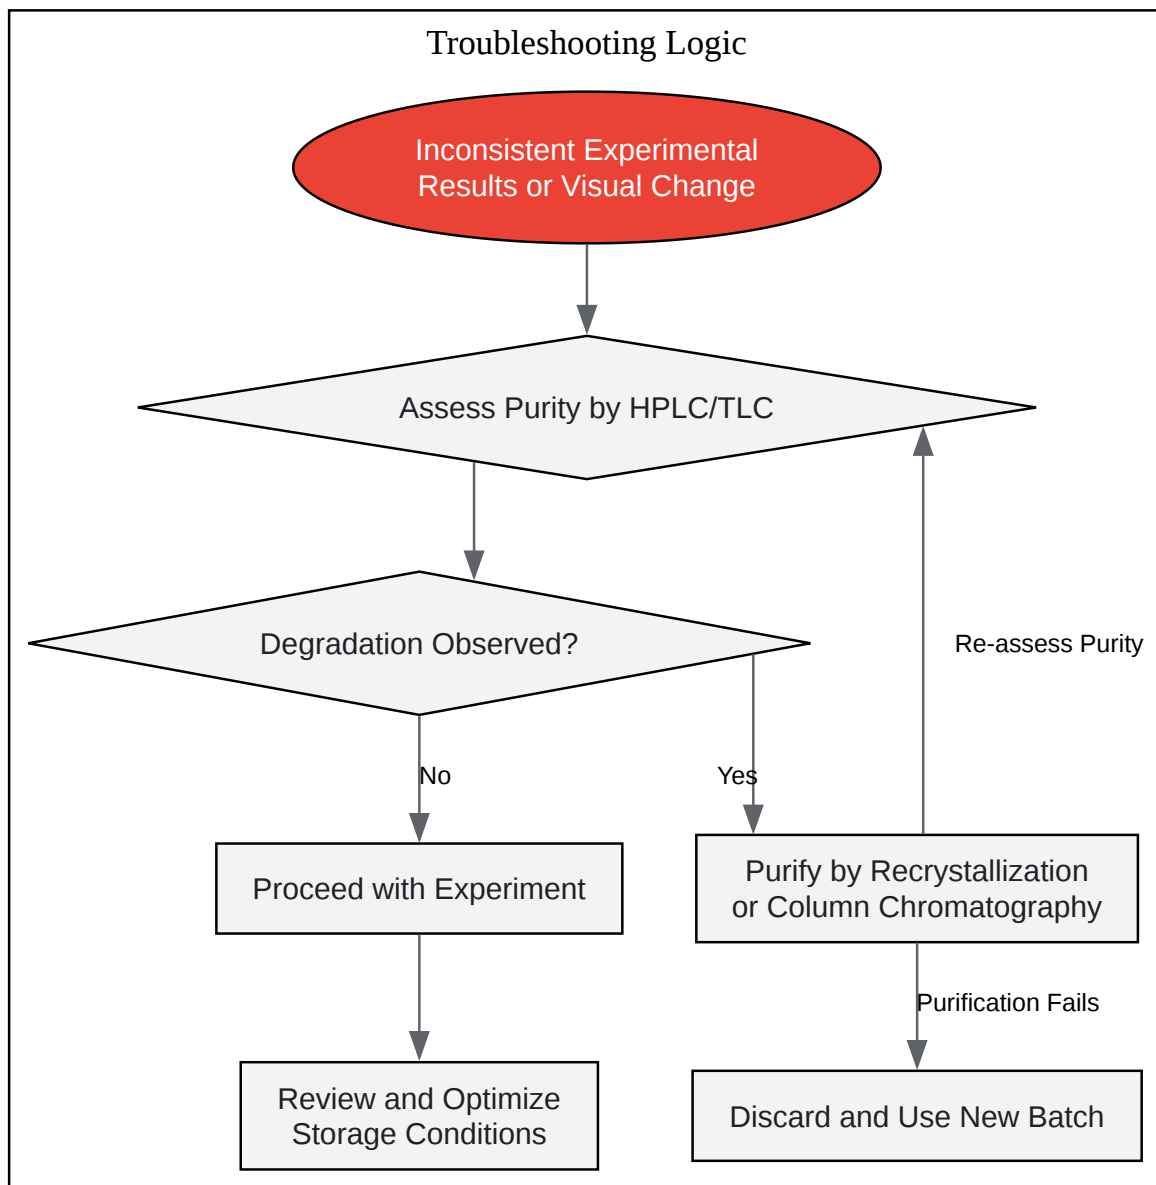 Troubleshooting Logic
Inconsistent Experimental
Results or Visual Change
Assess Purity by HPLC/TLC
Degradation Observed?
Re-assess Purity
No
Yes
Proceed with Experiment
Purify by Recrystallization
or Column Chromatography
Purification Fails
Review and Optimize
Storage Conditions
Discard and Use New Batch